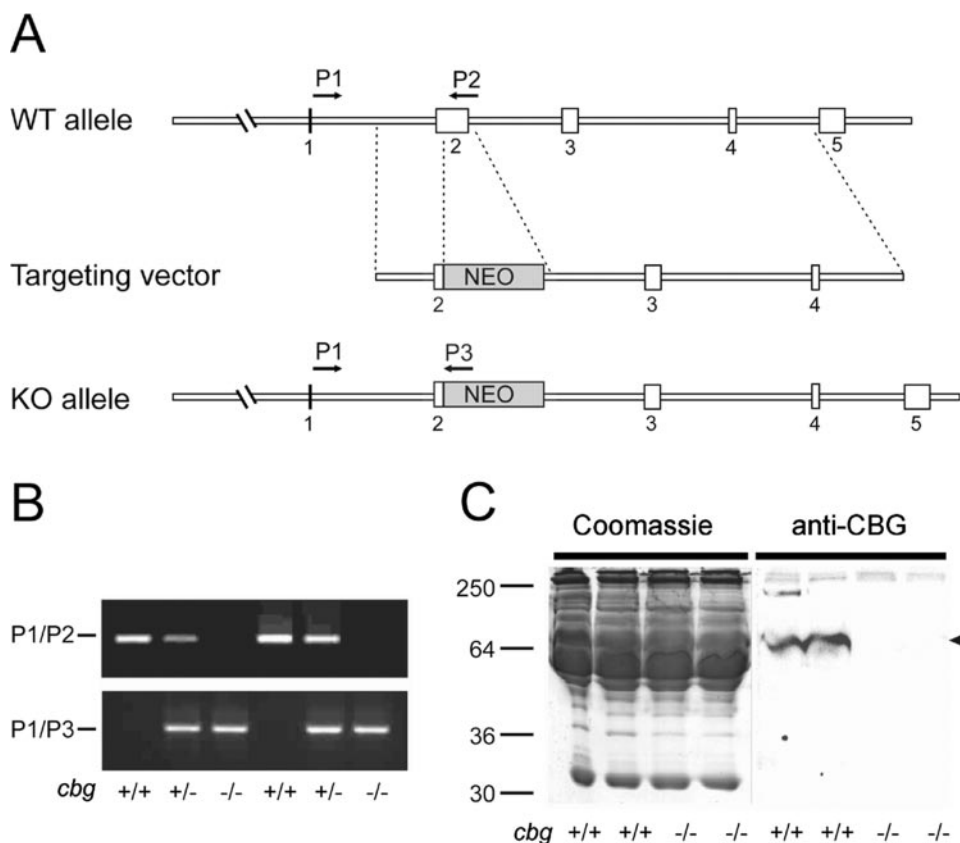 A
P1 P2
WT allele
1 2 3 4 5
Targeting vector
NEO
2 3 4
P1 P3
KO allele
NEO
1 2 3 4 5
B
P1/P2
P1/P3
cbg +/+ +/- -/- +/+ +/- -/-
C
Coomassie anti-CBG
250
64
36
30
cbg +/+ +/+ -/- -/- +/+ +/+ -/- -/-